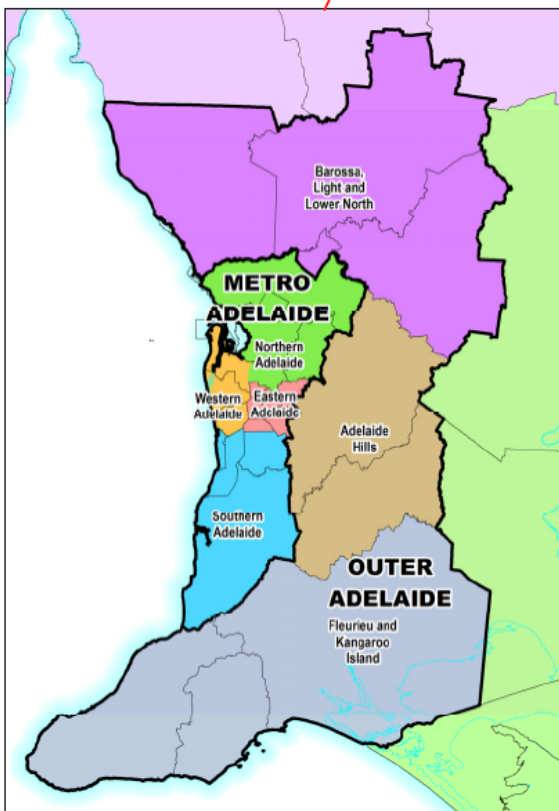 Barossa,
Light and
Lower North
METRO
ADELAIDE
Northern
Adelaide
Western
Adelaide
Eastern
Adelaide
Adelaide
Hills
Southern
Adelaide
OUTER
ADELAIDE
Fleurieu and
Kangaroo
Island